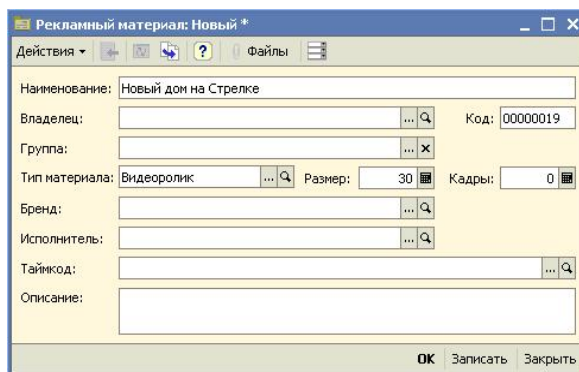 Рекламный материал: Новый *
Действия Файлы
Наименование: Новый дом на Стрелке
Владелец: ... Код: 00000019
Группа: ... x
Тип материала: Видеоролик ... Размер: 30 Кадры: 0
Бренд: ...
Исполнитель: ...
Таймкод: ...
Описание:
OK Записать Закрыть